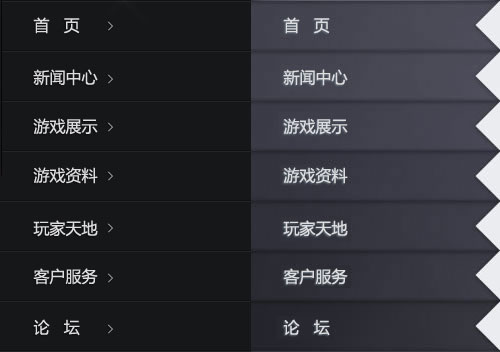 首 页 首 页
新闻中心 新闻中心
游戏展示 游戏展示
游戏资料 游戏资料
玩家天地 玩家天地
客户服务 客户服务
论 坛 论 坛